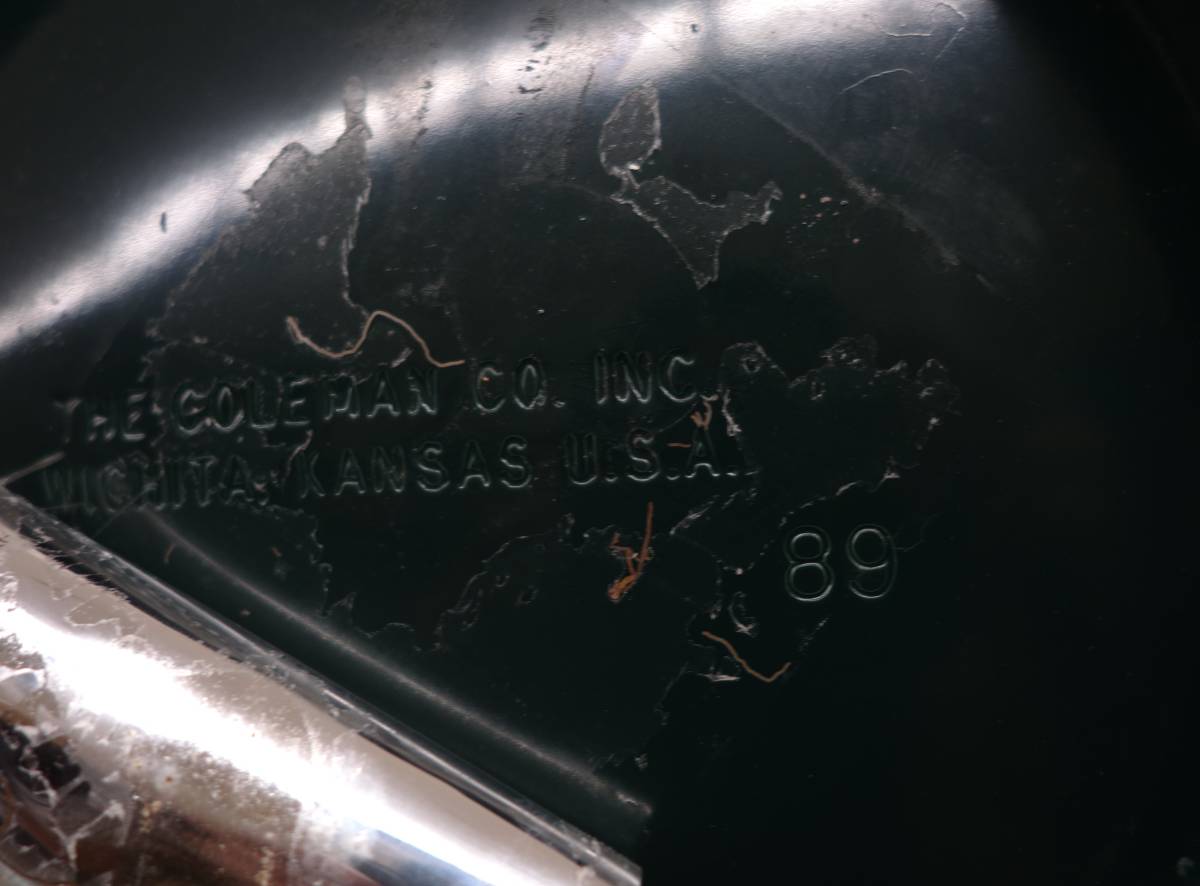 THE COLEMAN CO. INC.
WICHITA, KANSAS U.S.A.
89